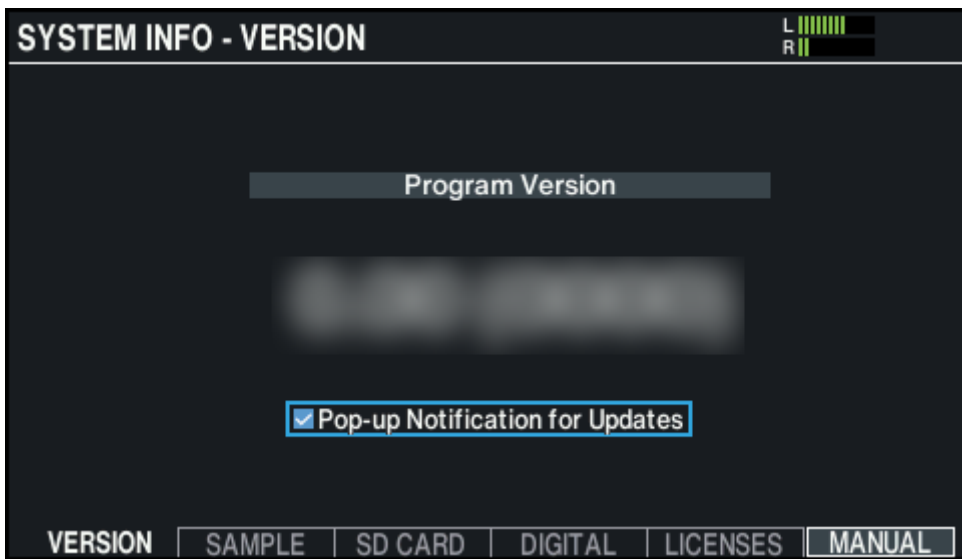 SYSTEM INFO - VERSION
L
R
Program Version
Pop-up Notification for Updates
VERSION SAMPLE SD CARD DIGITAL LICENSES MANUAL